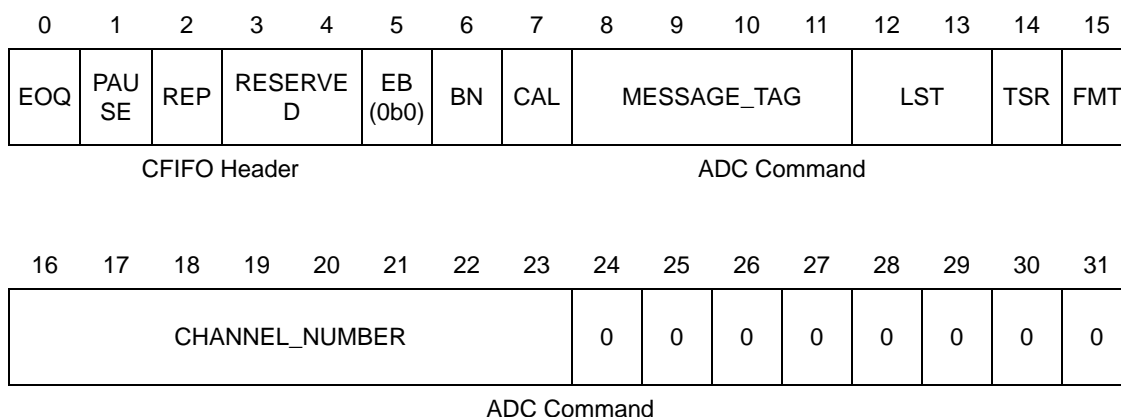 0 1 2 3 4 5 6 7 8 9 10 11 12 13 14 15
EOQ PAU SE REP RESERVE D EB (0b0) BN CAL MESSAGE_TAG LST TSR FMT
CFIFO Header ADC Command
16 17 18 19 20 21 22 23 24 25 26 27 28 29 30 31
CHANNEL_NUMBER 0 0 0 0 0 0 0 0
ADC Command